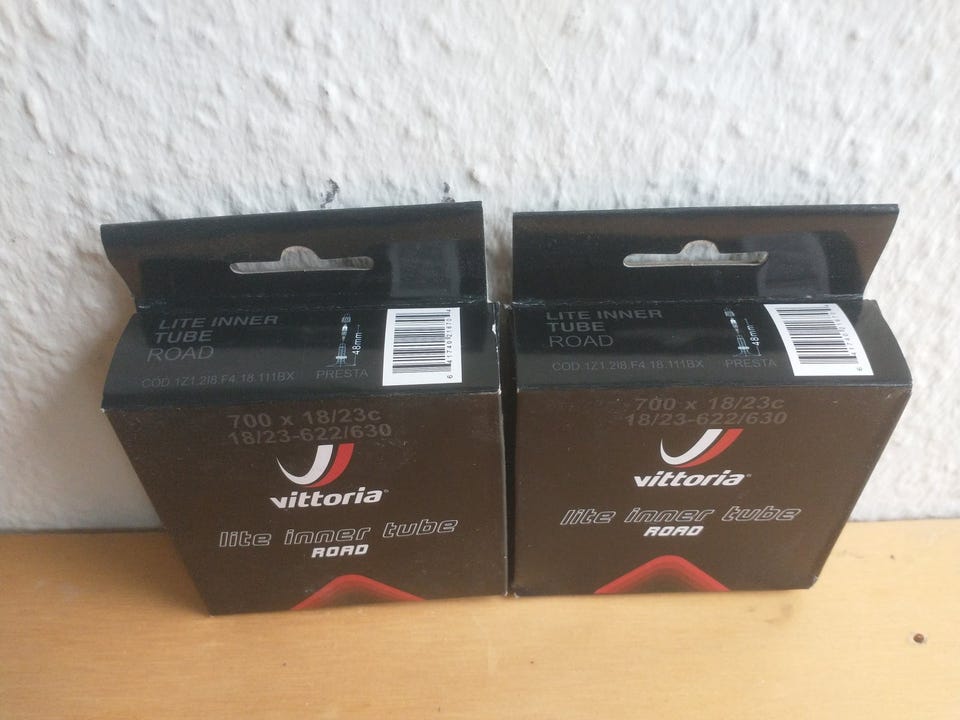 LITE INNER
TUBE
ROAD
48mm
PRESTA
COD.1Z1.2I8.F4.18.111BX
700 x 18/23c
18/23-622/630
vittoria
lite inner tube
ROAD
LITE INNER
TUBE
ROAD
48mm
PRESTA
COD.1Z1.2I8.F4.18.111BX
700 x 18/23c
18/23-622/630
vittoria
lite inner tube
ROAD